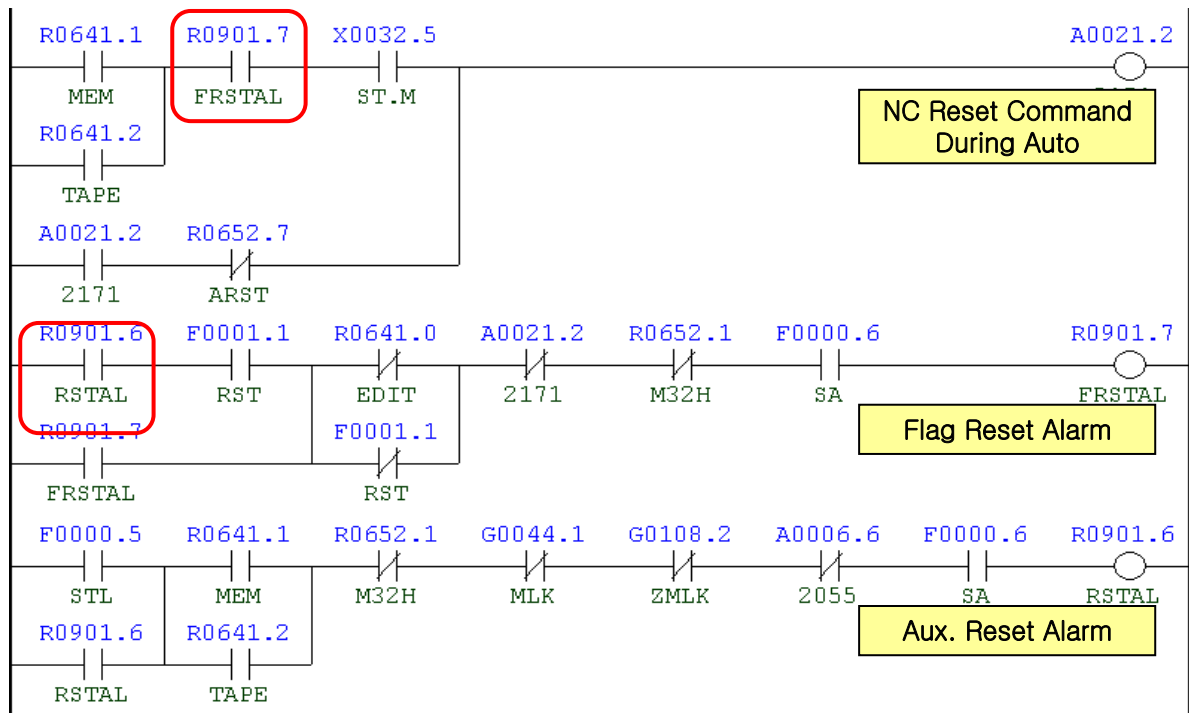 R0641.1 R0901.7 X0032.5 A0021.2
MEM FRSTAL ST.M
NC Reset Command
During Auto
R0641.2
TAPE
A0021.2 R0652.7
2171 ARST
R0901.6 F0001.1 R0641.0 A0021.2 R0652.1 F0000.6 R0901.7
RSTAL RST EDIT 2171 M32H SA FRSTAL
Flag Reset Alarm
R0901.7 F0001.1
FRSTAL RST
F0000.5 R0641.1 R0652.1 G0044.1 G0108.2 A0006.6 F0000.6 R0901.6
STL MEM M32H MLK ZMLK 2055 SA RSTAL
Aux. Reset Alarm
R0901.6 R0641.2
RSTAL TAPE